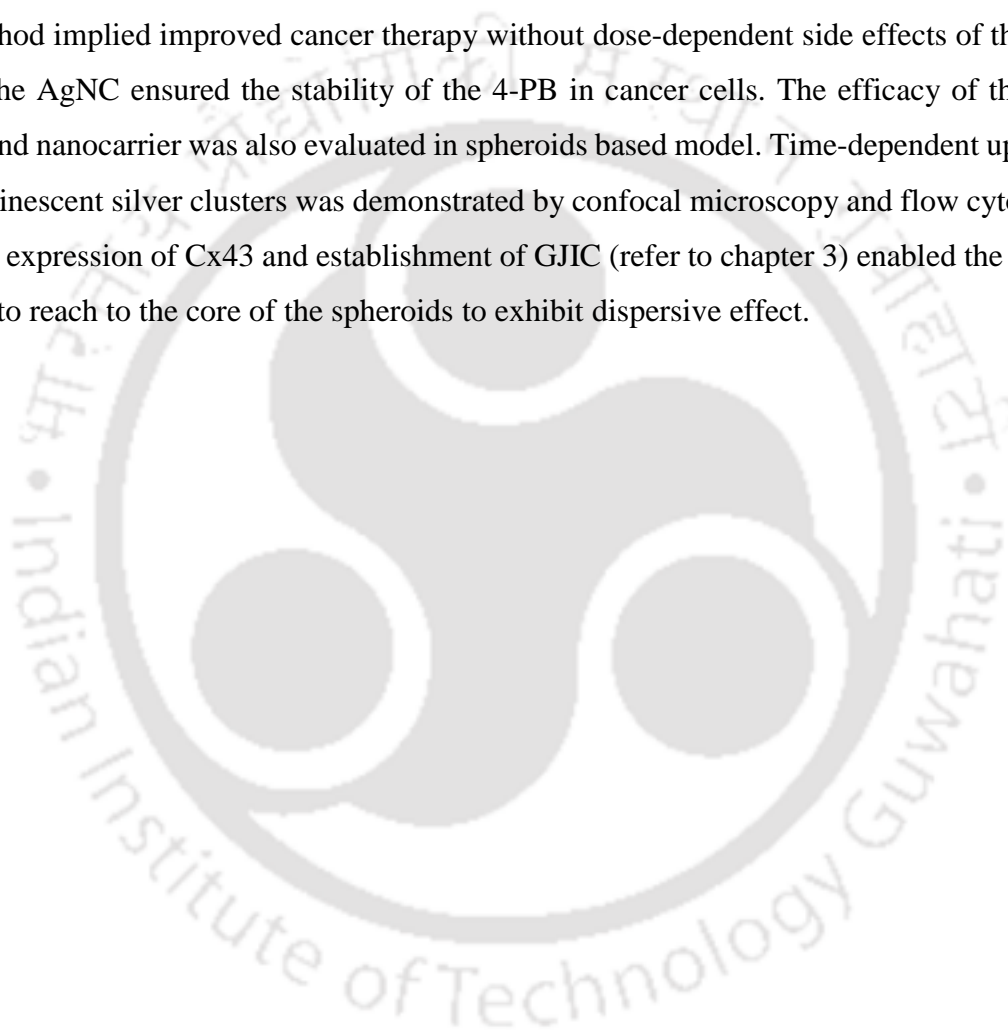 hod implied improved cancer therapy without dose-dependent side effects of th
he AgNC ensured the stability of the 4-PB in cancer cells. The efficacy of th
nd nanocarrier was also evaluated in spheroids based model. Time-dependent up
inescent silver clusters was demonstrated by confocal microscopy and flow cyt
expression of Cx43 and establishment of GJIC (refer to chapter 3) enabled the
to reach to the core of the spheroids to exhibit dispersive effect.
Indian Institute of Technology Guwahati